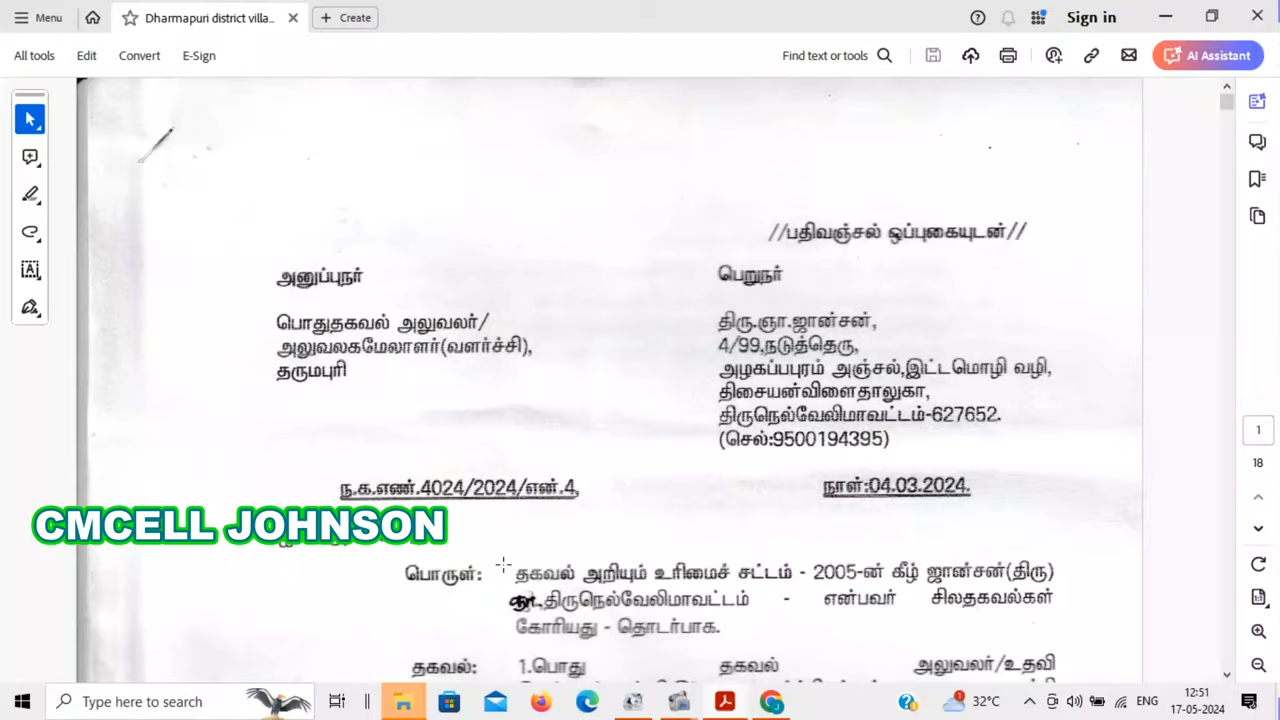 Menu
Dharmapuri district villa...
Create
Sign in
All tools
Edit
Convert
E-Sign
Find text or tools
AI Assistant
//பதிவஞ்சல் ஒப்புகையுடன்//
அனுப்புநர்
பெறுநர்
பொதுதகவல் அலுவலர்/
அலுவலகமேலாளர்(வளர்ச்சி),
தருமபுரி
திரு.ஞா.ஜான்சன்,
4/99,நடுத்தெரு,
அழகப்பபுரம் அஞ்சல்,இட்டமொழி வழி,
திசையன்விளைதாலுகா,
திருநெல்வேலிமாவட்டம்-627652.
(செல்:9500194395)
ந.க.எண்.4024/2024/என்.4,
நாள்:04.03.2024.
CMCELL JOHNSON
பொருள்: தகவல் அறியும் உரிமைச் சட்டம் - 2005-ன் கீழ் ஜான்சன்(திரு)
திருநெல்வேலிமாவட்டம் - என்பவர் சிலதகவல்கள்
கோரியது - தொடர்பாக.
தகவல்: 1.பொது தகவல் அலுவலர்/உதவி
1
18
Type here to search
32°C
ENG
12:51
17-05-2024